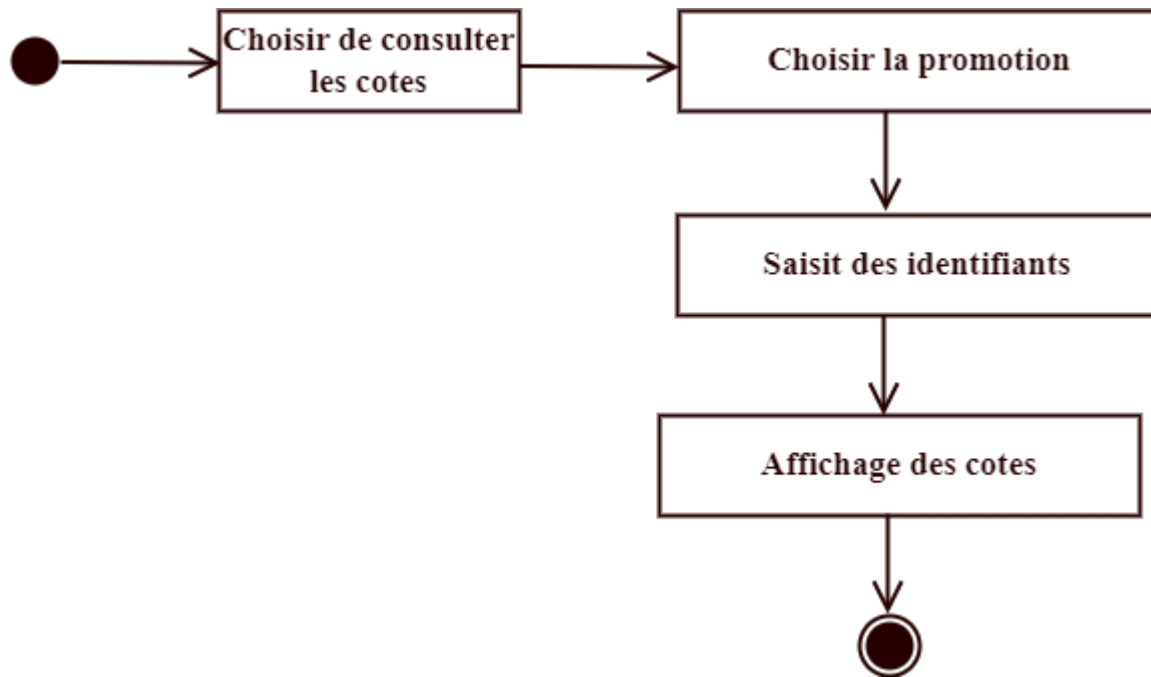 Choisir de consulter
les cotes
Choisir la promotion
Saisit des identifiants
Affichage des cotes